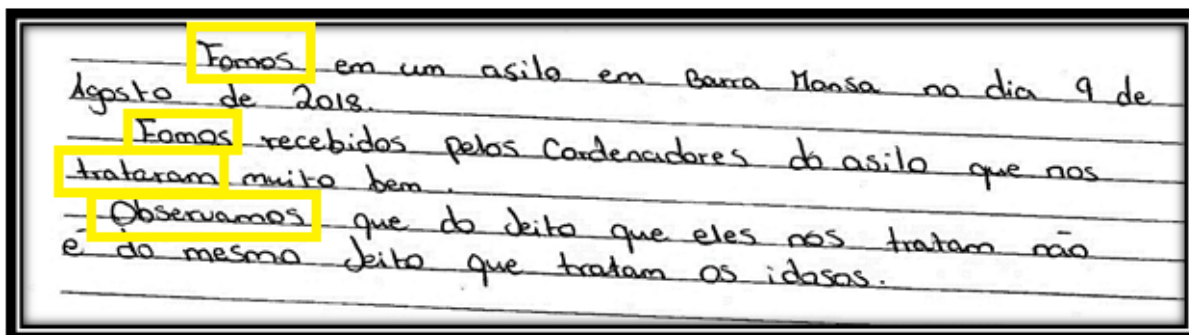 Fomos em um asilo em Barra Mansa no dia 9 de
Agosto de 2018.
Fomos recebidos pelos Cordenadores do asilo que nos
trataram muito bem.
Observamos que do Jeito que eles nos tratam não
é do mesmo Jeito que tratam os idosos.